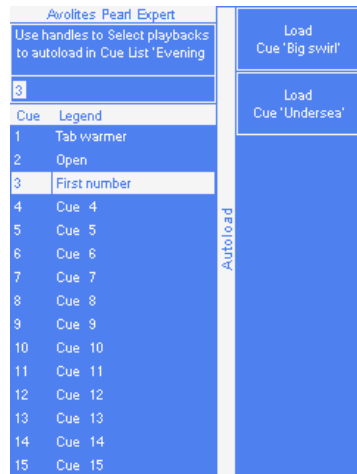 Avolites Pearl Expert
Use handles to Select playbacks
to autoload in Cue List 'Evening
3
Cue Legend
1 Tab warmer
2 Open
3 First number
4 Cue 4
5 Cue 5
6 Cue 6
7 Cue 7
8 Cue 8
9 Cue 9
10 Cue 10
11 Cue 11
12 Cue 12
13 Cue 13
14 Cue 14
15 Cue 15
Autoload
Load
Cue 'Big swirl'
Load
Cue 'Undersea'